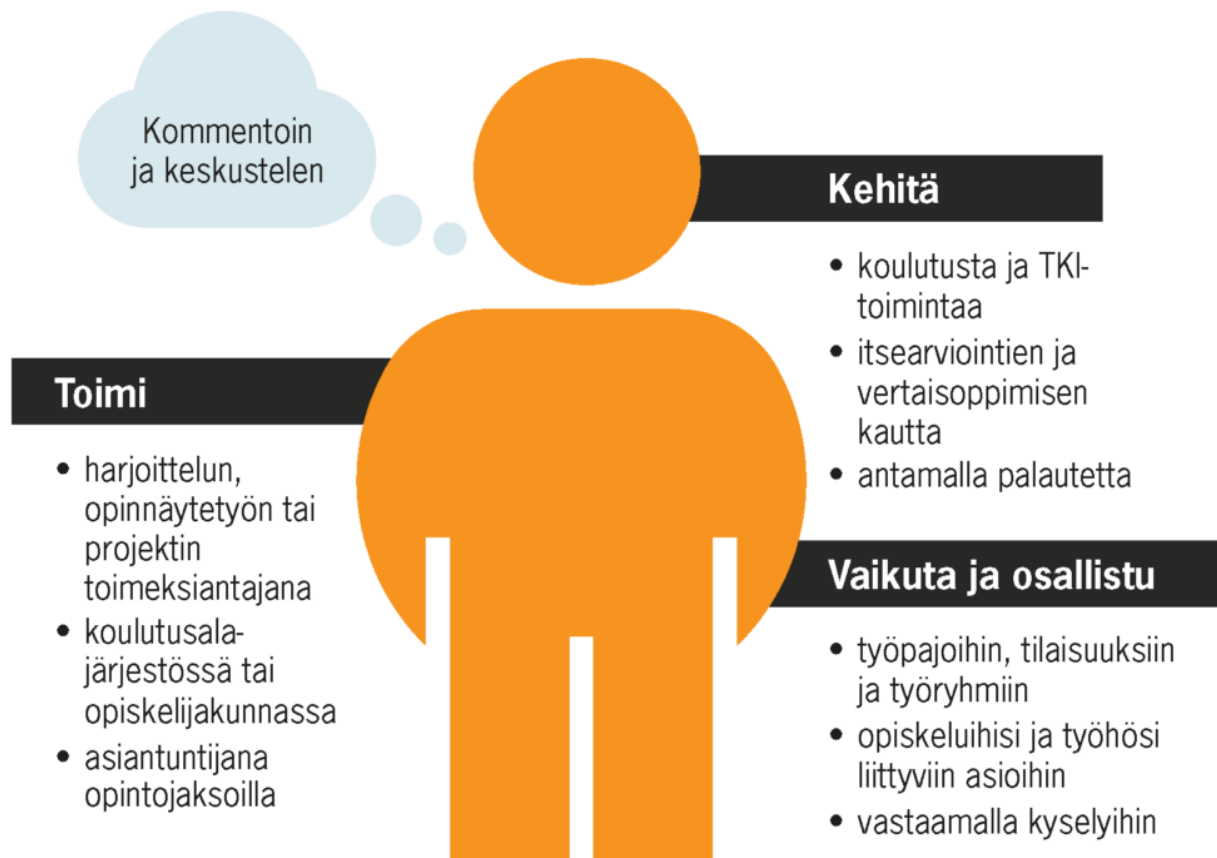 Kommentoin
ja keskustelen
Kehitä
• koulutusta ja TKI-
toimintaa
• itsearviointien ja
vertaisoppimisen
kautta
• antamalla palautetta
Toimi
• harjoittelun,
opinnäytetyön tai
projektin
toimeksiantajana
• koulutusala-
järjestössä tai
opiskelijakunnassa
• asiantuntijana
opintojaksoilla
Vaikuta ja osallistu
• työpajoihin, tilaisuuksiin
ja työryhmiin
• opiskeluihisi ja työhösi
liittyviin asioihin
• vastaamalla kyselyihin